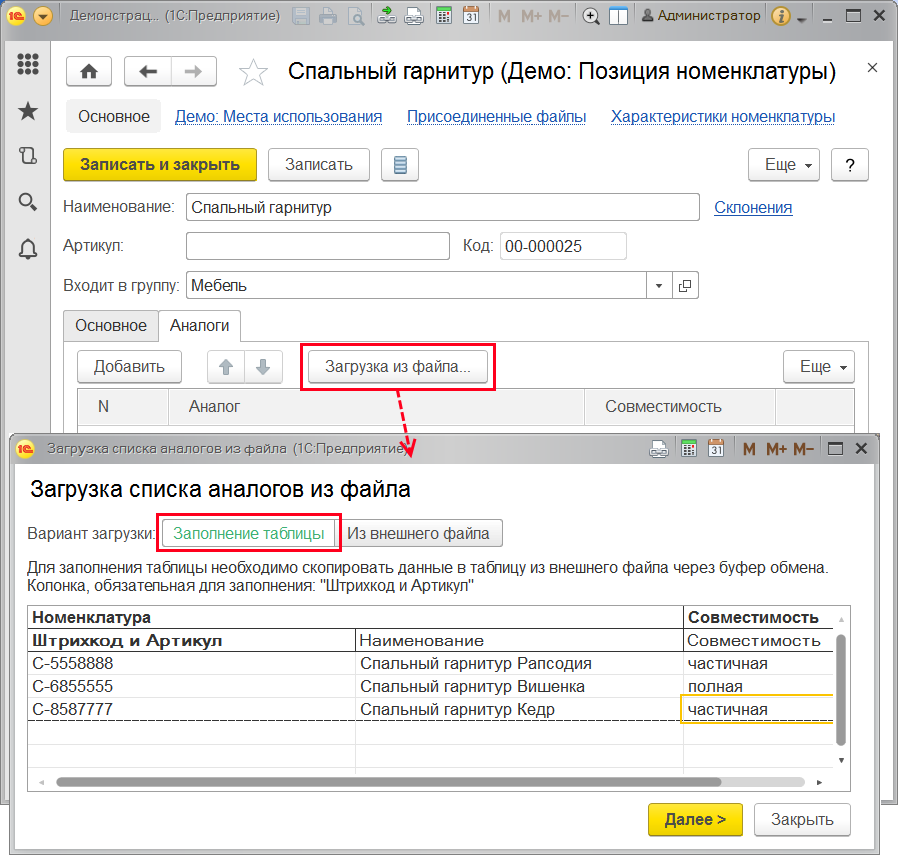 1С Демонстрац... (1С:Предприятие) 31 M M+ M− Администратор i
Спальный гарнитур (Демо: Позиция номенклатуры)
Основное Демо: Места использования Присоединенные файлы Характеристики номенклатуры
Записать и закрыть Записать Еще ?
Наименование: Спальный гарнитур Склонения
Артикул: Код: 00-000025
Входит в группу: Мебель
Основное Аналоги
Добавить Загрузка из файла... Еще
N Аналог Совместимость
1С Загрузка списка аналогов из файла (1С:Предприятие) 31 M M+ M−
Загрузка списка аналогов из файла
Вариант загрузки: Заполнение таблицы Из внешнего файла
Для заполнения таблицы необходимо скопировать данные в таблицу из внешнего файла через буфер обмена.
Колонка, обязательная для заполнения: "Штрихкод и Артикул"
Номенклатура Совместимость
Штрихкод и Артикул Наименование Совместимость
С-5558888 Спальный гарнитур Рапсодия частичная
С-6855555 Спальный гарнитур Вишенка полная
С-8587777 Спальный гарнитур Кедр частичная
Далее > Закрыть